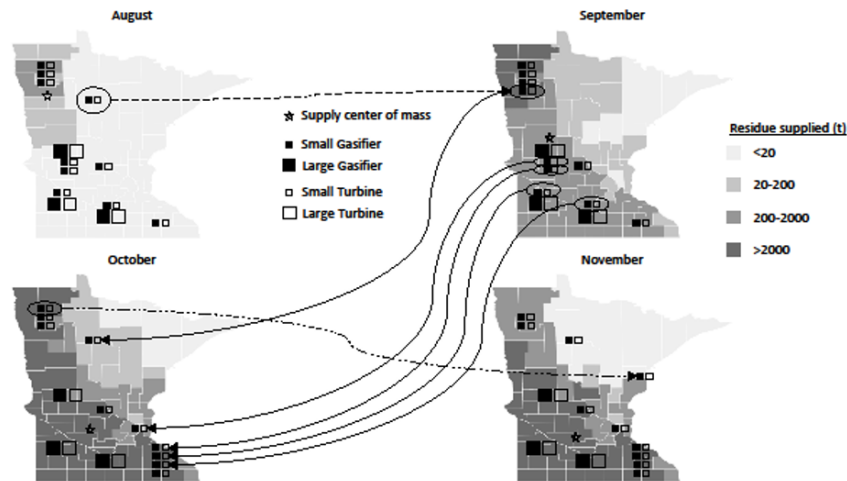 August
September
Supply center of mass
Small Gasifier
Large Gasifier
Small Turbine
Large Turbine
Residue supplied (t)
<20
20-200
200-2000
>2000
October
November